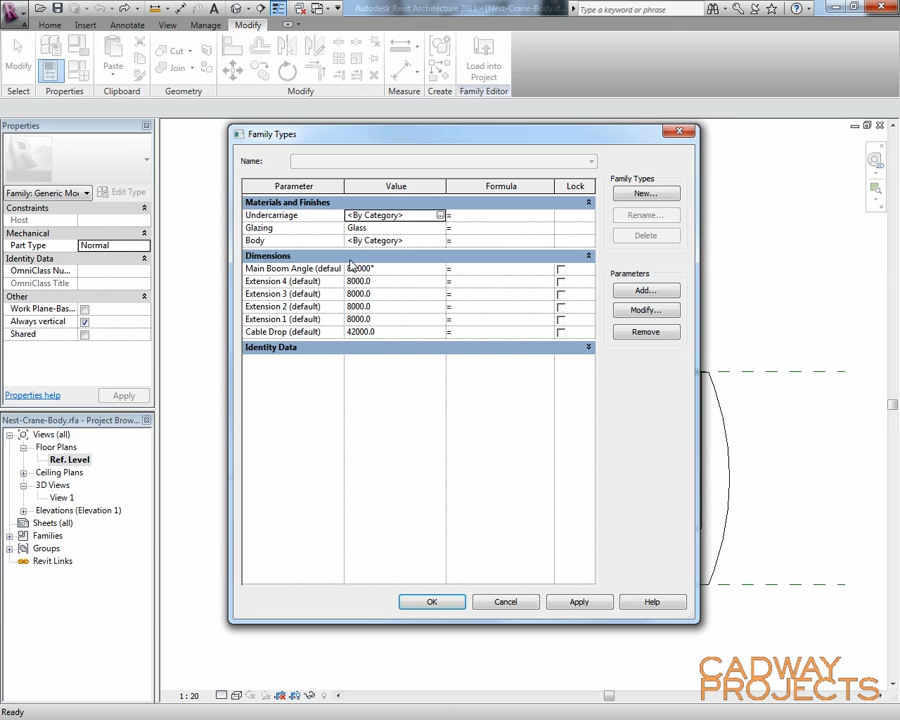 Autodesk Revit Architecture 2011 - [Nest-Crane-Body.rf...
Type a keyword or phrase
Home Insert Annotate View Manage Modify
Modify
Paste
Cut
Join
Load into
Project
Select Properties Clipboard Geometry Modify Measure Create Family Editor
Properties
Family: Generic Mo
Edit Type
Constraints
Host
Mechanical
Part Type Normal
Identity Data
OmniClass Nu...
OmniClass Title
Other
Work Plane-Bas...
Always vertical
Shared
Properties help
Apply
Nest-Crane-Body.rfa - Project Brow...
Views (all)
Floor Plans
Ref. Level
Ceiling Plans
3D Views
View 1
Elevations (Elevation 1)
Sheets (all)
Families
Groups
Revit Links
Family Types
Name:
Parameter Value Formula Lock
Materials and Finishes
Undercarriage <By Category> =
Glazing Glass =
Body <By Category> =
Dimensions
Main Boom Angle (defaul =
Extension 4 (default) 8000.0 =
Extension 3 (default) 8000.0 =
Extension 2 (default) 8000.0 =
Extension 1 (default) 8000.0 =
Cable Drop (default) 42000.0 =
Identity Data
Family Types
New...
Rename...
Delete
Parameters
Add...
Modify...
Remove
OK Cancel Apply Help
1 : 20
Ready
CADWAY
PROJECTS